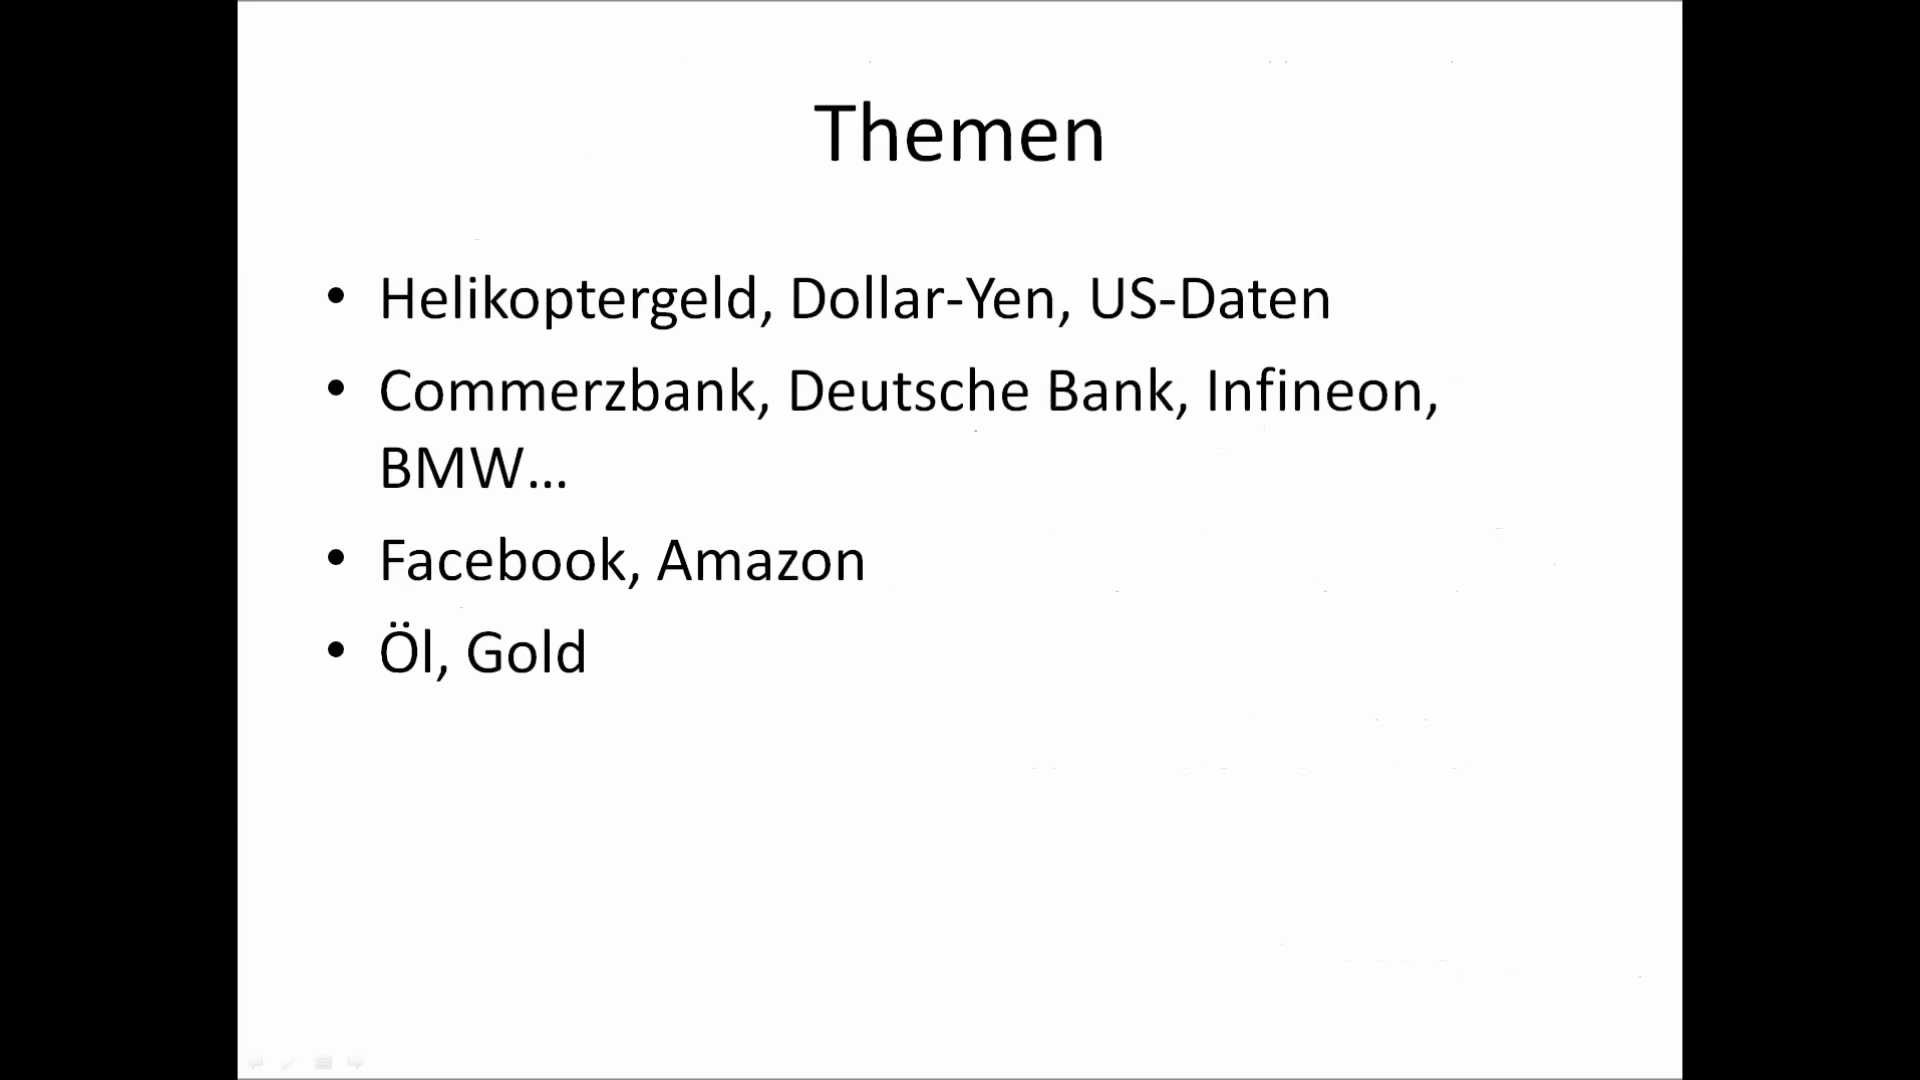 Themen
• Helikoptergeld, Dollar-Yen, US-Daten
• Commerzbank, Deutsche Bank, Infineon,
BMW...
• Facebook, Amazon
• Öl, Gold